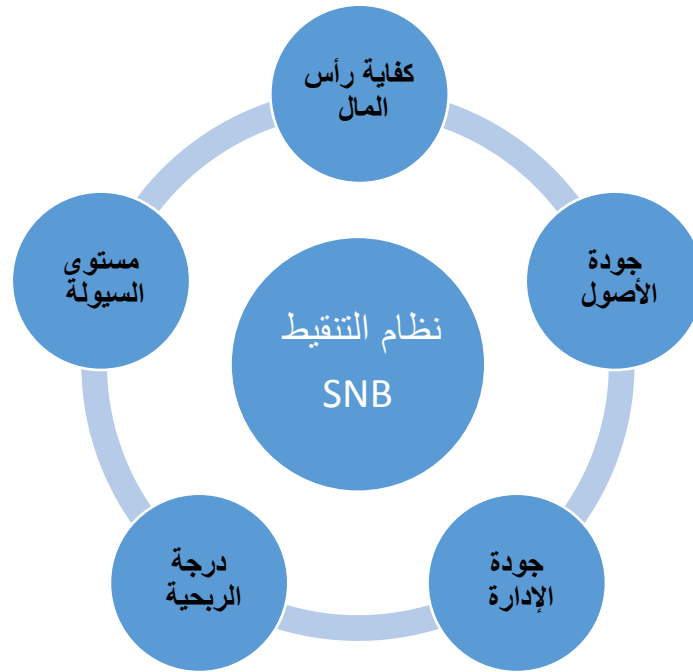 كفاية رأس
المال
جودة
الأصول
جودة
الإدارة
درجة
الربحية
مستوى
السيولة
نظام التنقيط
SNB